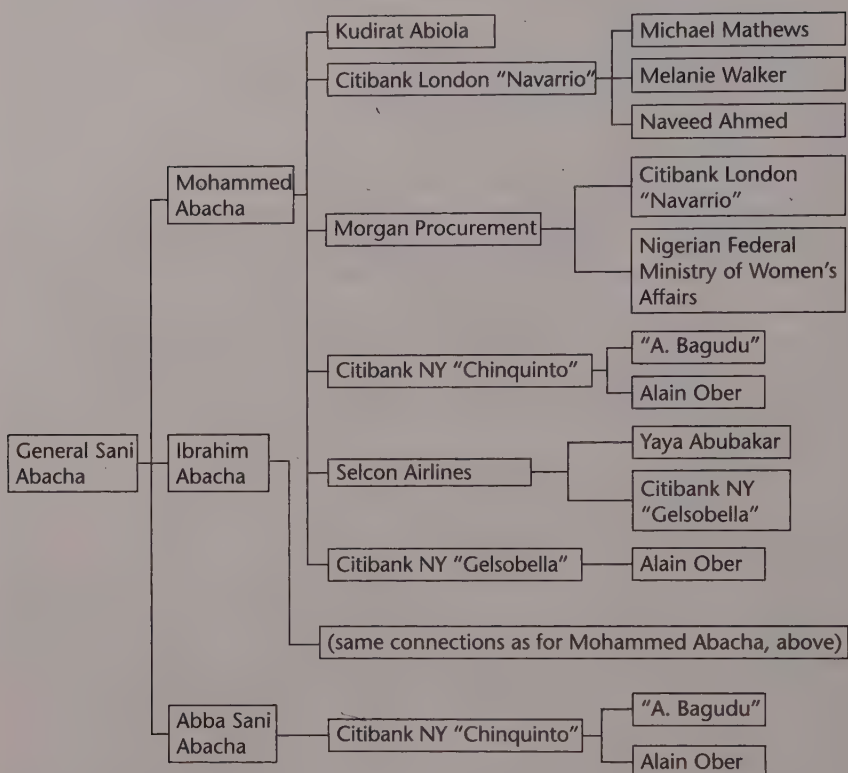 Kudirat Abiola
Michael Mathews
Citibank London "Navarrio"
Melanie Walker
Naveed Ahmed
Mohammed
Abacha
Citibank London
"Navarrio"
Morgan Procurement
Nigerian Federal
Ministry of Women's
Affairs
Citibank NY "Chinquinto"
"A. Bagudu"
Alain Ober
General Sani
Abacha
Ibrahim
Abacha
Selcon Airlines
Yaya Abubakar
Citibank NY
"Gelsobella"
Citibank NY "Gelsobella"
Alain Ober
(same connections as for Mohammed Abacha, above)
Abba Sani
Abacha
Citibank NY "Chinquinto"
"A. Bagudu"
Alain Ober